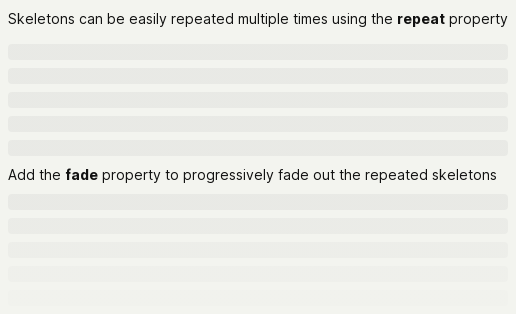 Skeletons can be easily repeated multiple times using the repeat property
Add the fade property to progressively fade out the repeated skeletons